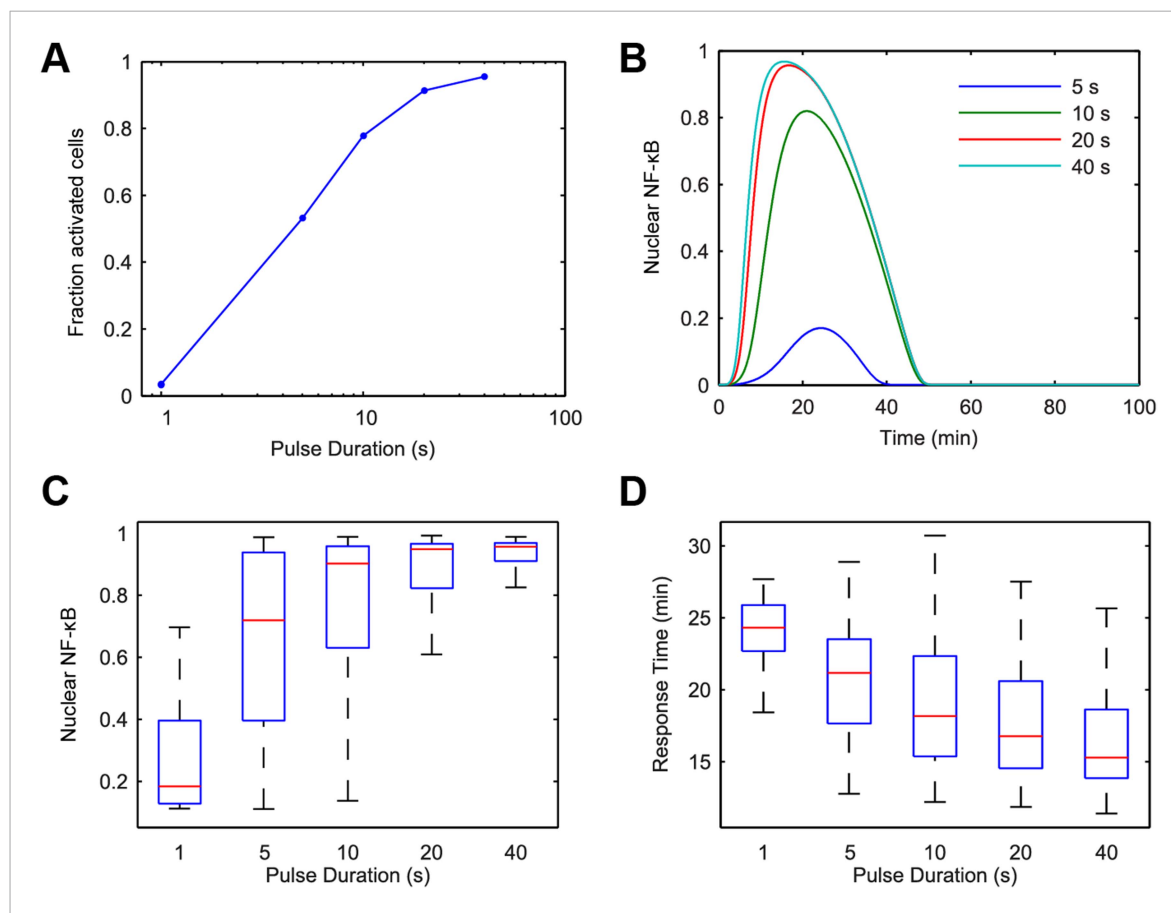 A
Fraction activated cells
1
0.8
0.6
0.4
0.2
0
1
10
100
Pulse Duration (s)
B
Nuclear NF-κB
1
0.8
0.6
0.4
0.2
0
5 s
10 s
20 s
40 s
0
20
40
60
80
100
Time (min)
C
Nuclear NF-κB
1
0.8
0.6
0.4
0.2
1
5
10
20
40
Pulse Duration (s)
D
Response Time (min)
30
25
20
15
1
5
10
20
40
Pulse Duration (s)